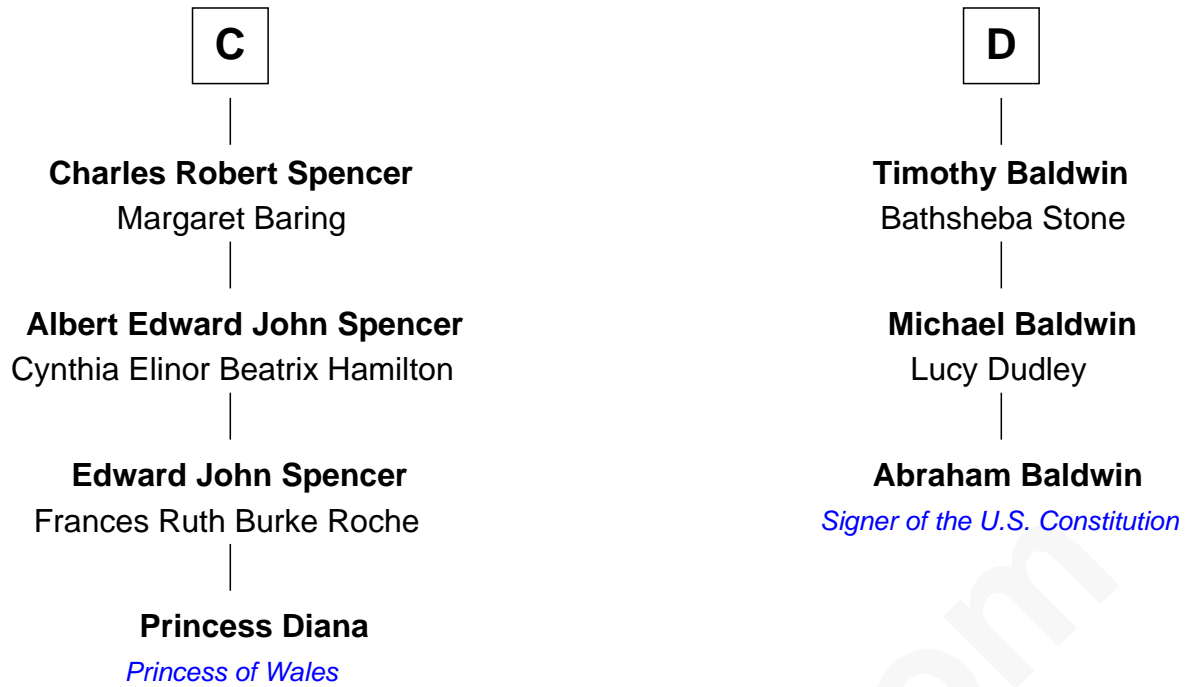 C
Charles Robert Spencer
Margaret Baring
Albert Edward John Spencer
Cynthia Elinor Beatrix Hamilton
Edward John Spencer
Frances Ruth Burke Roche
Princess Diana
Princess of Wales
D
Timothy Baldwin
Bathsheba Stone
Michael Baldwin
Lucy Dudley
Abraham Baldwin
Signer of the U.S. Constitution
om